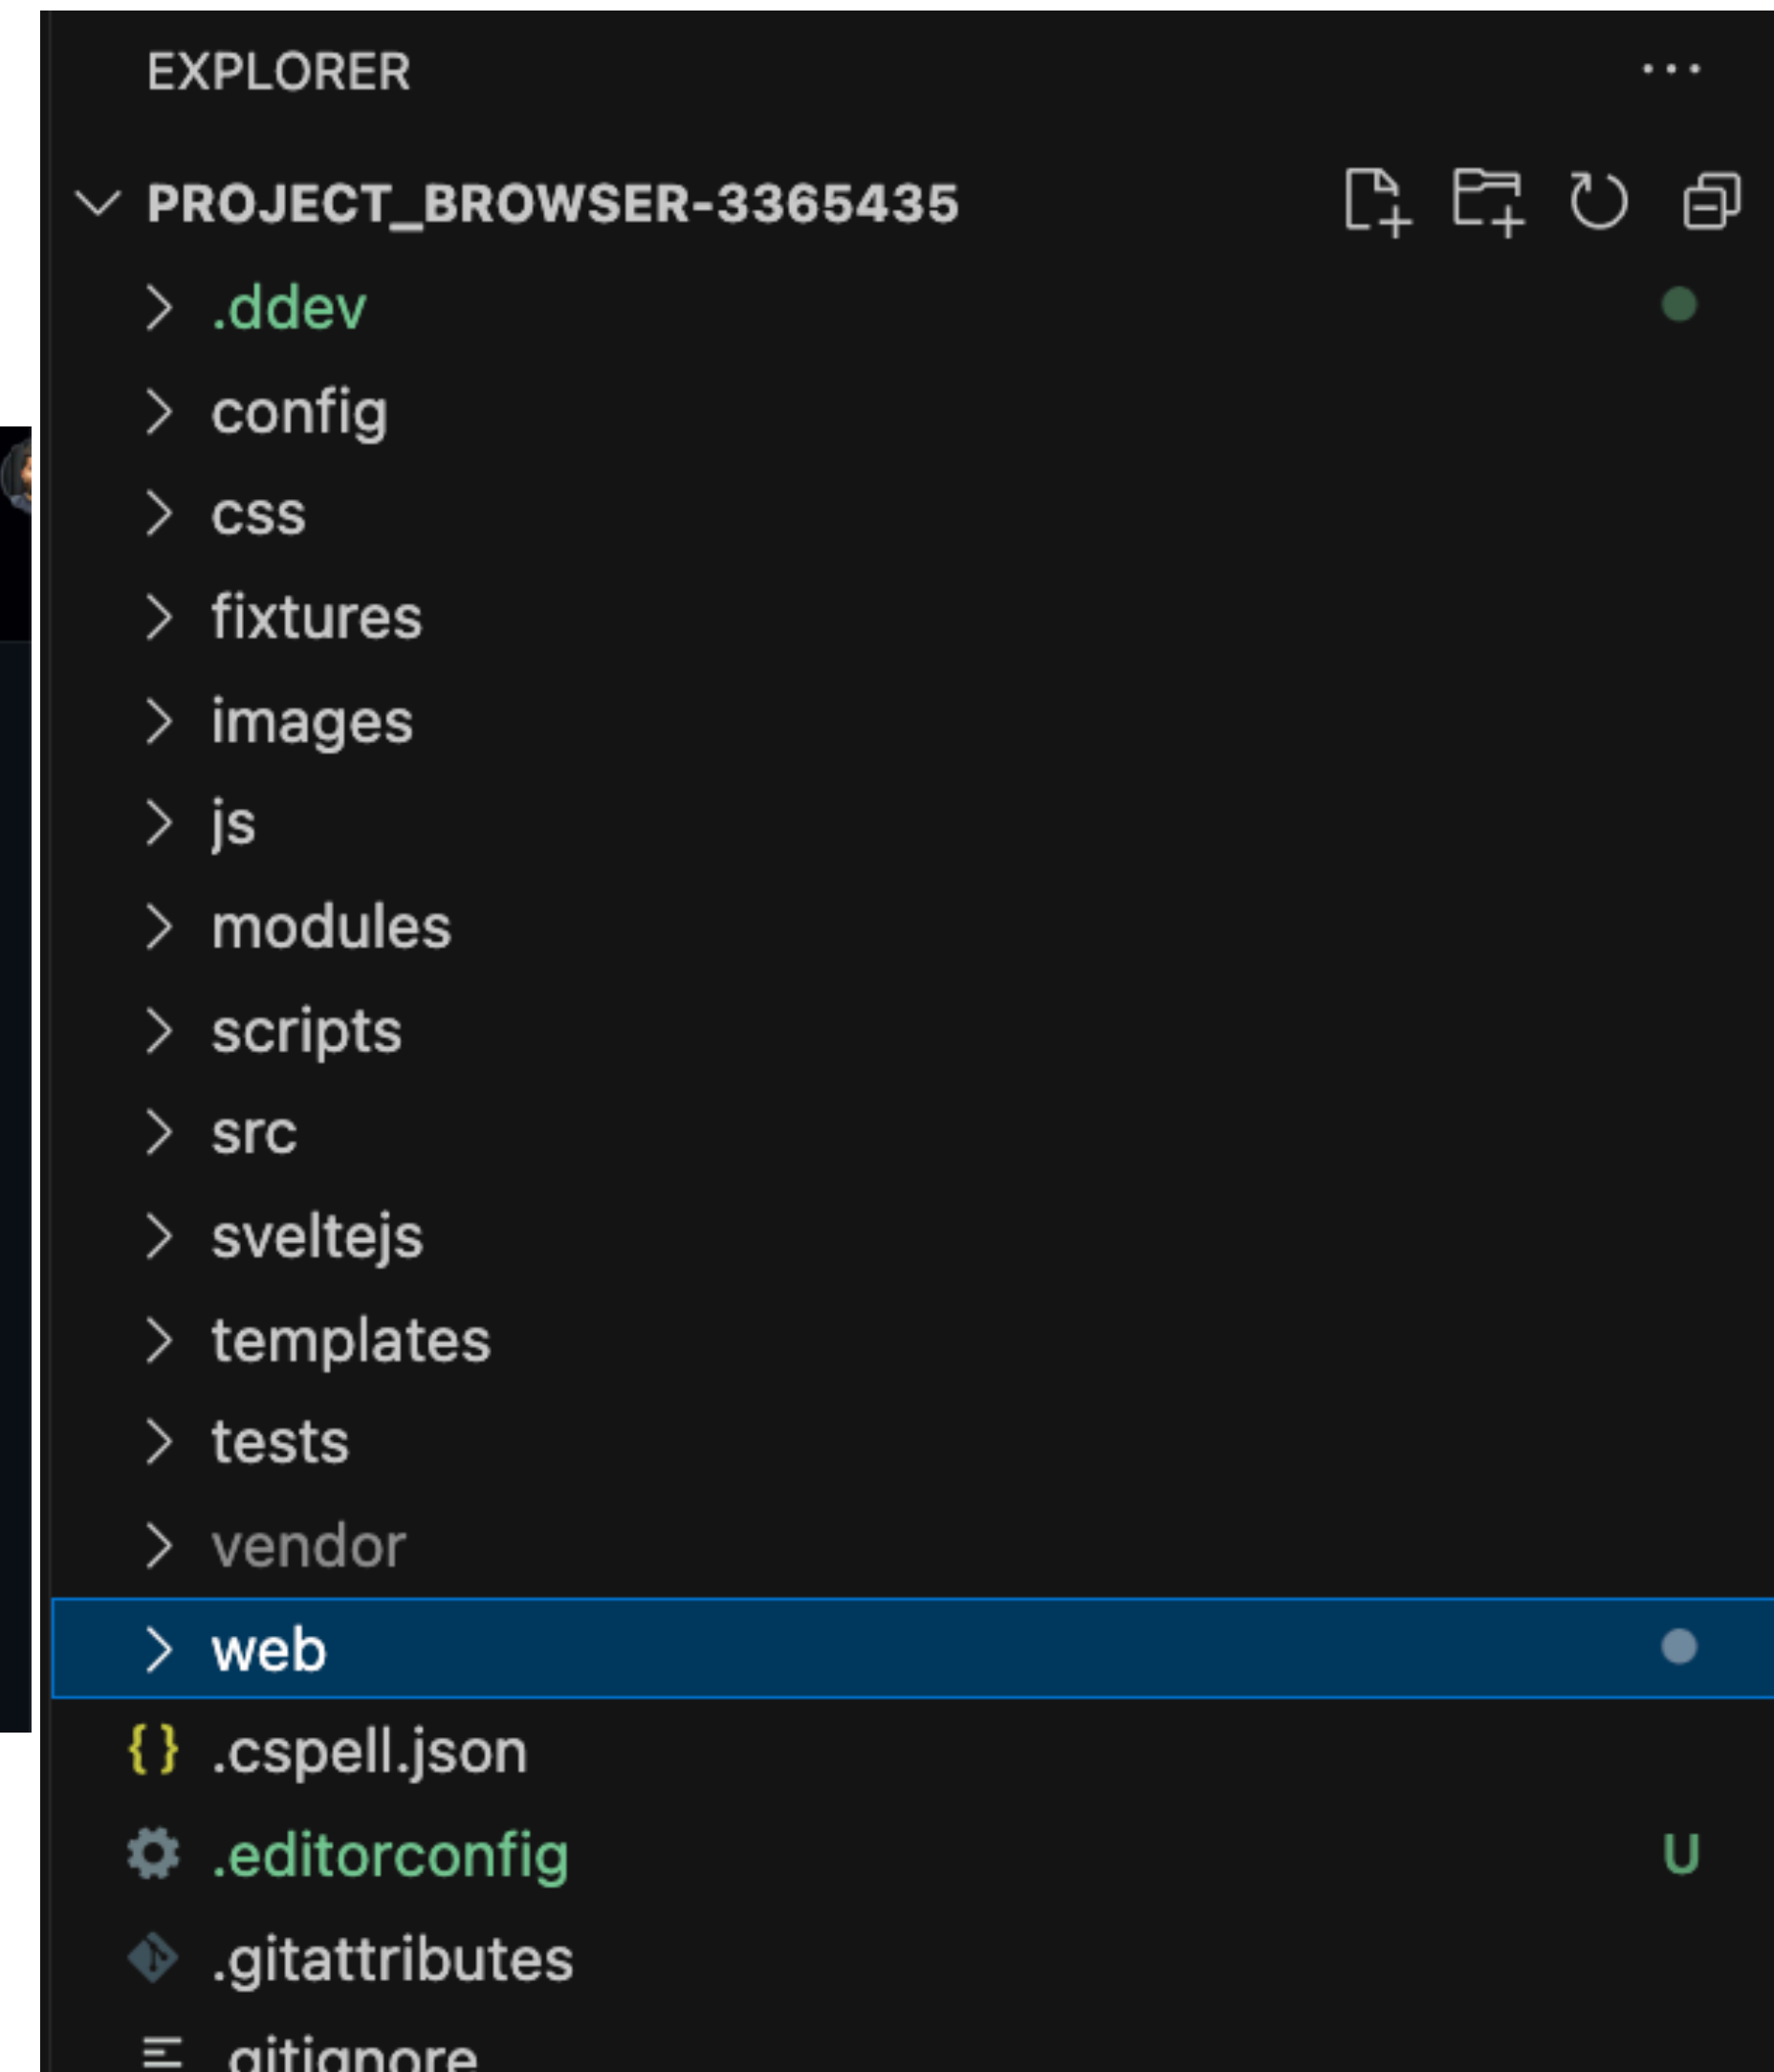 EXPLORER
PROJECT_BROWSER-3365435
.ddev
config
css
fixtures
images
js
modules
scripts
src
sveltejs
templates
tests
vendor
web
{} .cspell.json
.editorconfig U
.gitattributes
.gitignore